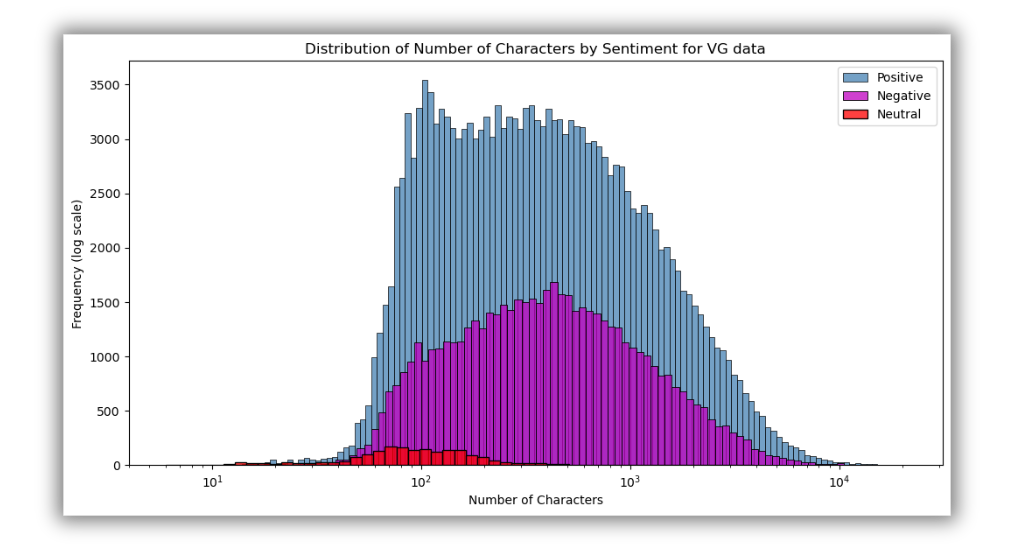 Distribution of Number of Characters by Sentiment for VG data
Positive
Negative
Neutral
Frequency (log scale)
3500
3000
2500
2000
1500
1000
500
0
10¹
10²
10³
10⁴
Number of Characters